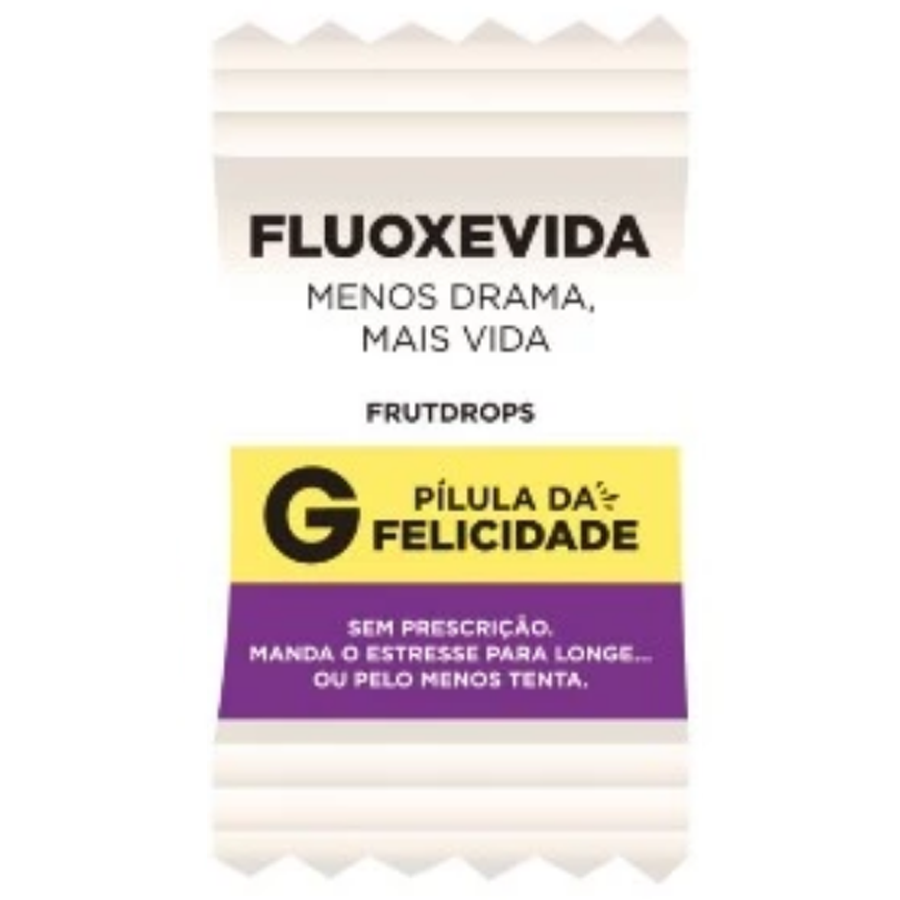 FLUOXEVIDA
MENOS DRAMA,
MAIS VIDA
FRUTDROPS
G
PÍLULA DA
FELICIDADE
SEM PRESCRIÇÃO.
MANDA O ESTRESSE PARA LONGE...
OU PELO MENOS TENTA.